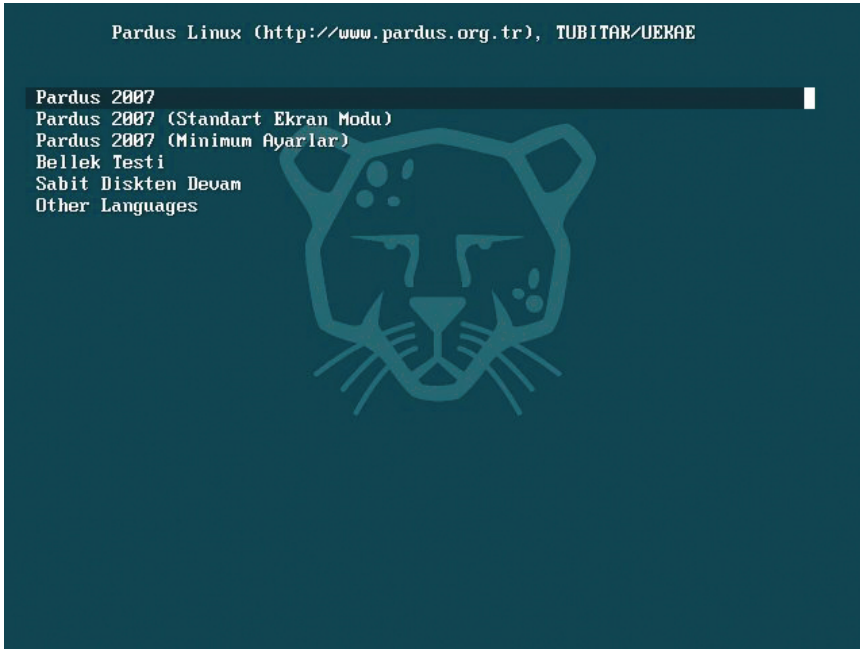 Pardus Linux (http://www.pardus.org.tr), TUBITAK/UEKAE
Pardus 2007
Pardus 2007 (Standart Ekran Modu)
Pardus 2007 (Minimum Ayarlar)
Bellek Testi
Sabit Diskten Devam
Other Languages